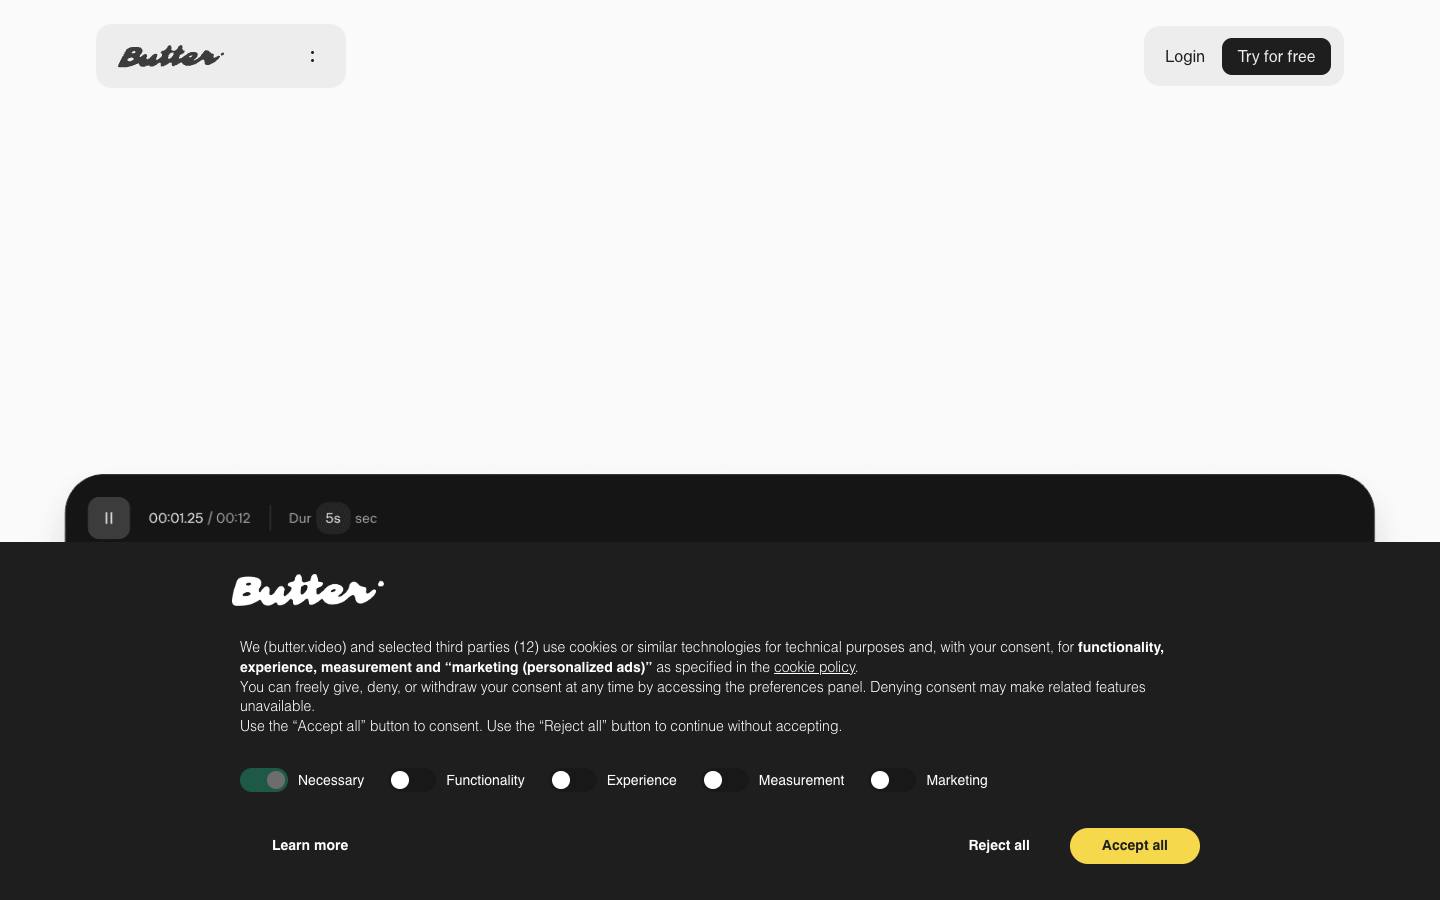 Butter
:
Login
Try for free
00:01.25 / 00:12
Dur 5s sec
Butter
We (butter.video) and selected third parties (12) use cookies or similar technologies for technical purposes and, with your consent, for functionality,
experience, measurement and “marketing (personalized ads)” as specified in the cookie policy.
You can freely give, deny, or withdraw your consent at any time by accessing the preferences panel. Denying consent may make related features
unavailable.
Use the “Accept all” button to consent. Use the “Reject all” button to continue without accepting.
Necessary
Functionality
Experience
Measurement
Marketing
Learn more
Reject all
Accept all